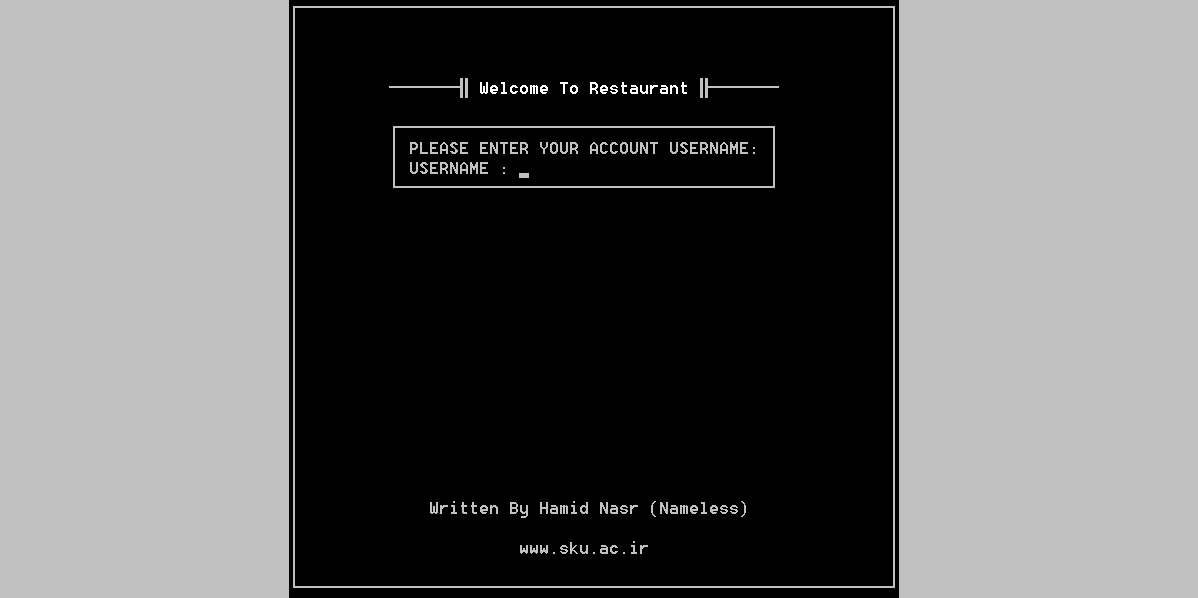 Welcome To Restaurant
PLEASE ENTER YOUR ACCOUNT USERNAME:
USERNAME :
Written By Hamid Nasr (Nameless)
www.sku.ac.ir